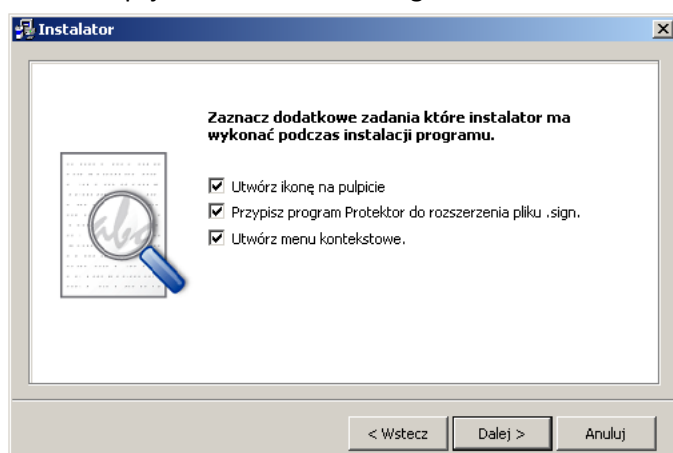 Instalator
Zaznacz dodatkowe zadania które instalator ma
wykonać podczas instalacji programu.
Utwórz ikonę na pulpicie
Przypisz program Protektor do rozszerzenia pliku .sign.
Utwórz menu kontekstowe.
abc
< Wstecz
Dalej >
Anuluj